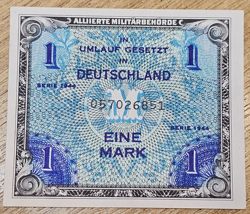 ALLIIERTE MILITÄRBEHÖRDE
1 IN 1
UMLAUF GESETZT
IN
DEUTSCHLAND
SERIE 1944
057026851
M
SERIE 1944
EINE
MARK
1 1